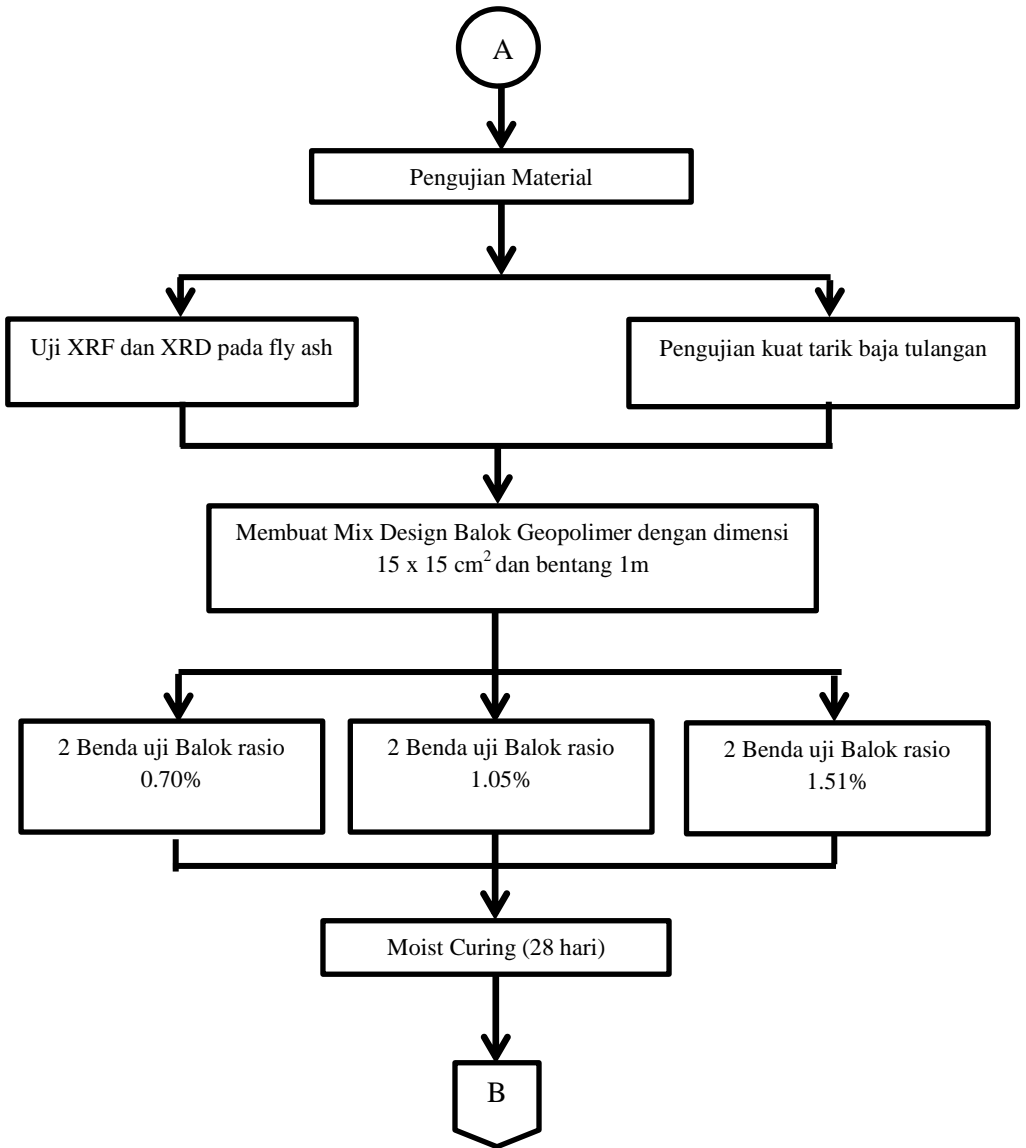 A
Pengujian Material
Uji XRF dan XRD pada fly ash
Pengujian kuat tarik baja tulangan
Membuat Mix Design Balok Geopolimer dengan dimensi
15 x 15 cm² dan bentang 1m
2 Benda uji Balok rasio
0.70%
2 Benda uji Balok rasio
1.05%
2 Benda uji Balok rasio
1.51%
Moist Curing (28 hari)
B